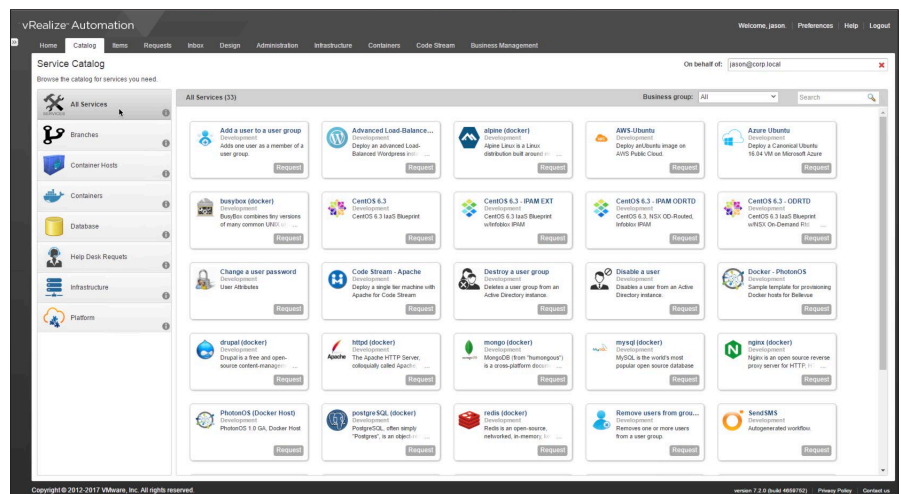 vRealize™ Automation
Welcome, jason. Preferences Help Logout
Home Catalog Items Requests Inbox Design Administration Infrastructure Containers Code Stream Business Management
Service Catalog
On behalf of: jason@corp.local
Browse the catalog for services you need.
All Services
Branches
Container Hosts
Containers
Database
Help Desk Requets
Infrastructure
Platform
All Services (33)
Business group: All
Search
Add a user to a user group
Development
Adds one user as a member of a
user group.
Request
Advanced Load-Balance...
Development
Deploy an advanced Load-
Balanced Wordpress ...
Request
alpine (docker)
Development
Alpine Linux is a Linux
distribution built around ...
Request
AWS-Ubuntu
Development
Deploy anUbuntu image on
AWS Public Cloud.
Request
Azure Ubuntu
Development
Deploy a Canonical Ubuntu
16.04 VM on Microsoft Azure
Request
busybox (docker)
Development
BusyBox combines tiny versions
of many common UNIX ...
Request
CentOS 6.3
Development
CentOS 6.3 IaaS Blueprint
Request
CentOS 6.3 - IPAM EXT
Development
CentOS 6.3 IaaS Blueprint
w/Infoblox IPAM
Request
CentOS 6.3 - IPAM ODRTD
Development
CentOS 6.3, NSX OD-Routed,
Infoblox IPAM
Request
CentOS 6.3 - ODRTD
Development
CentOS 6.3 IaaS Blueprint
w/NSX On-Demand ...
Request
Change a user password
Development
User Attributes
Request
Code Stream - Apache
Development
Deploy a single tier machine with
Apache for Code Stream
Request
Destroy a user group
Development
Deletes a user group from an
Active Directory instance.
Request
Disable a user
Development
Disables a user from an Active
Directory instance.
Request
Docker - PhotonOS
Development
Sample template for provisioning
Docker hosts for Bellevue
Request
drupal (docker)
Development
Drupal is a free and open-
source content-managem ...
Request
Apache
httpd (docker)
Development
The Apache HTTP Server,
colloquially called Apache, ...
Request
mongo (docker)
Development
MongoDB (from "humongous")
is a cross-platform ...
Request
mysql (docker)
Development
MySQL is the world's most
popular open source database
Request
nginx (docker)
Development
Nginx is an open source reverse
proxy server for HTTP, ...
Request
PhotonOS (Docker Host)
Development
PhotonOS 1.0 GA, Docker Host
Request
postgreSQL (docker)
Development
PostgreSQL, often simply
"Postgres", is an ...
Request
redis (docker)
Development
Redis is an open-source,
networked, in-memory, ...
Request
Remove users from grou...
Development
Removes one or more users
from a user group.
Request
SendSMS
Development
Autogenerated workflow.
Request
Copyright © 2012-2017 VMware, Inc. All rights reserved.
version 7.2.0 (build 4659752) Privacy Policy Contact us